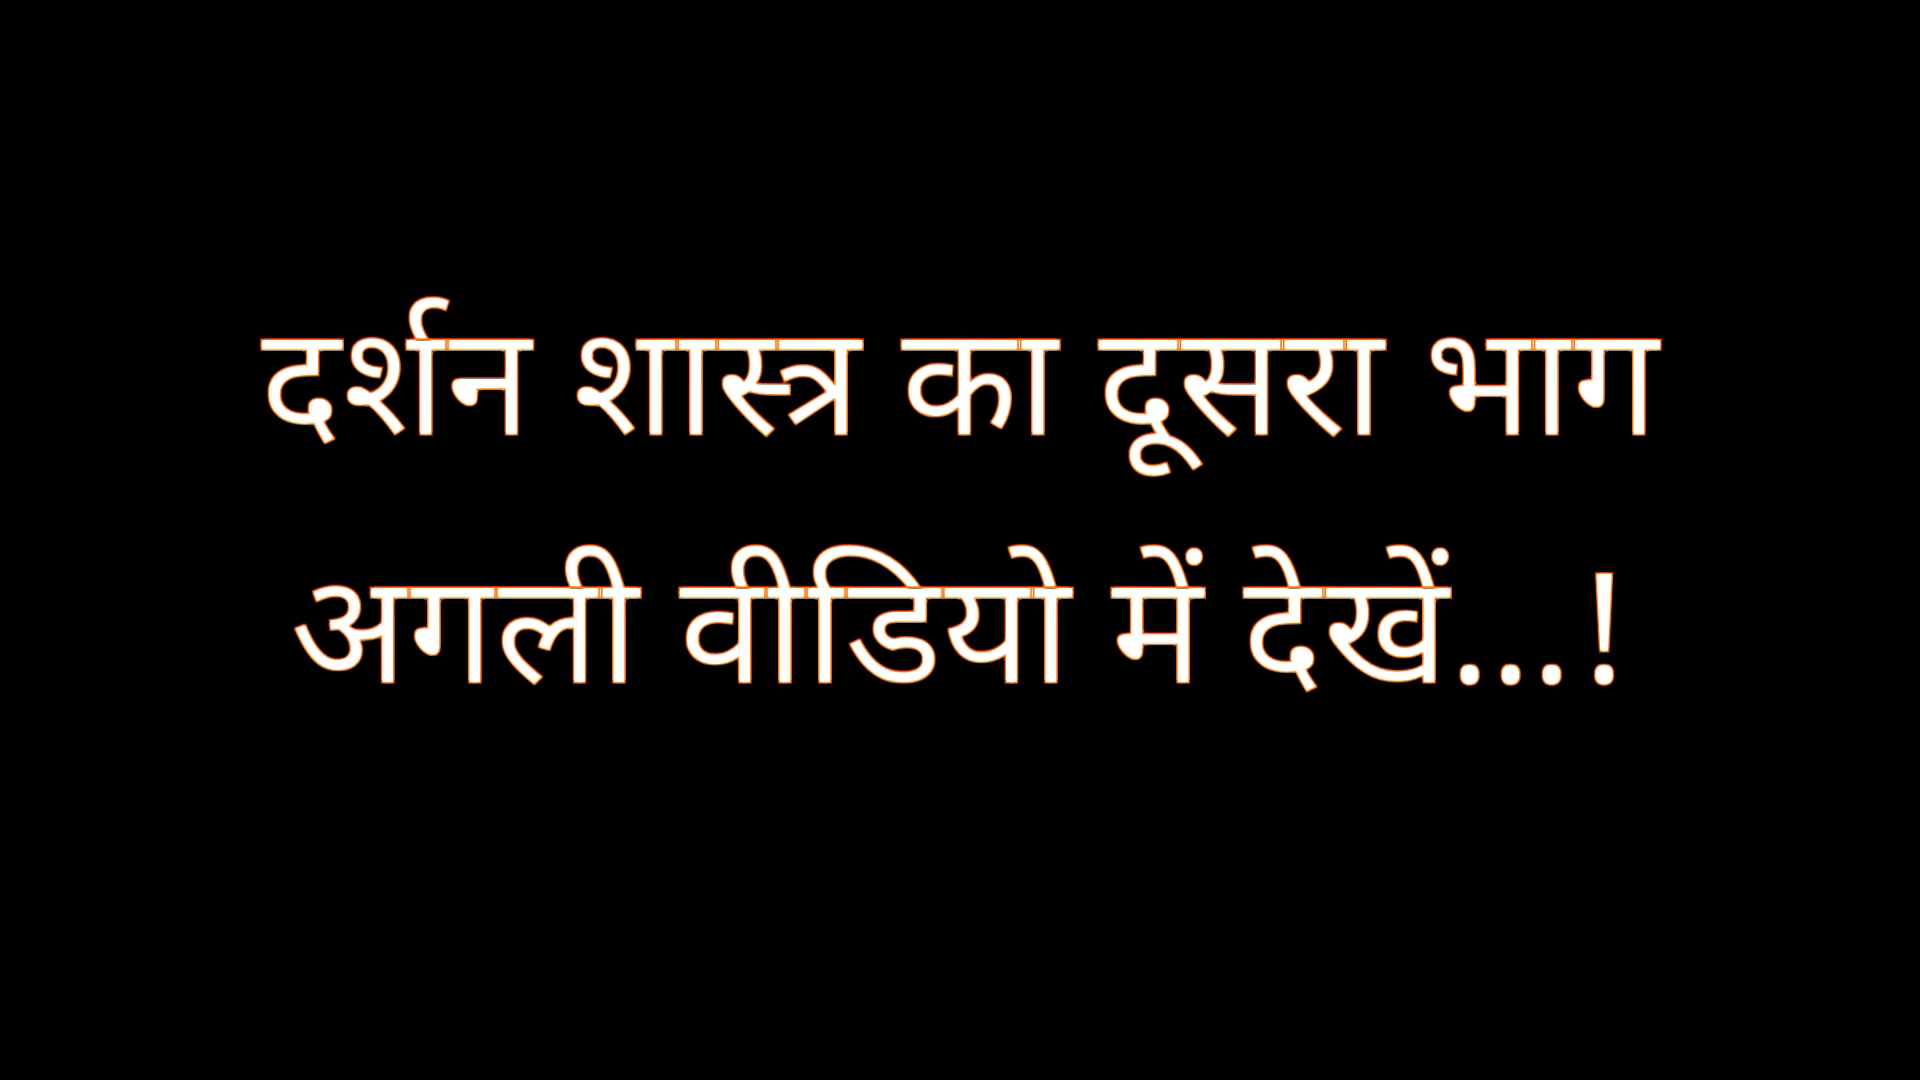 दर्शन शास्त्र का दूसरा भाग
अगली वीडियो में देखें...!